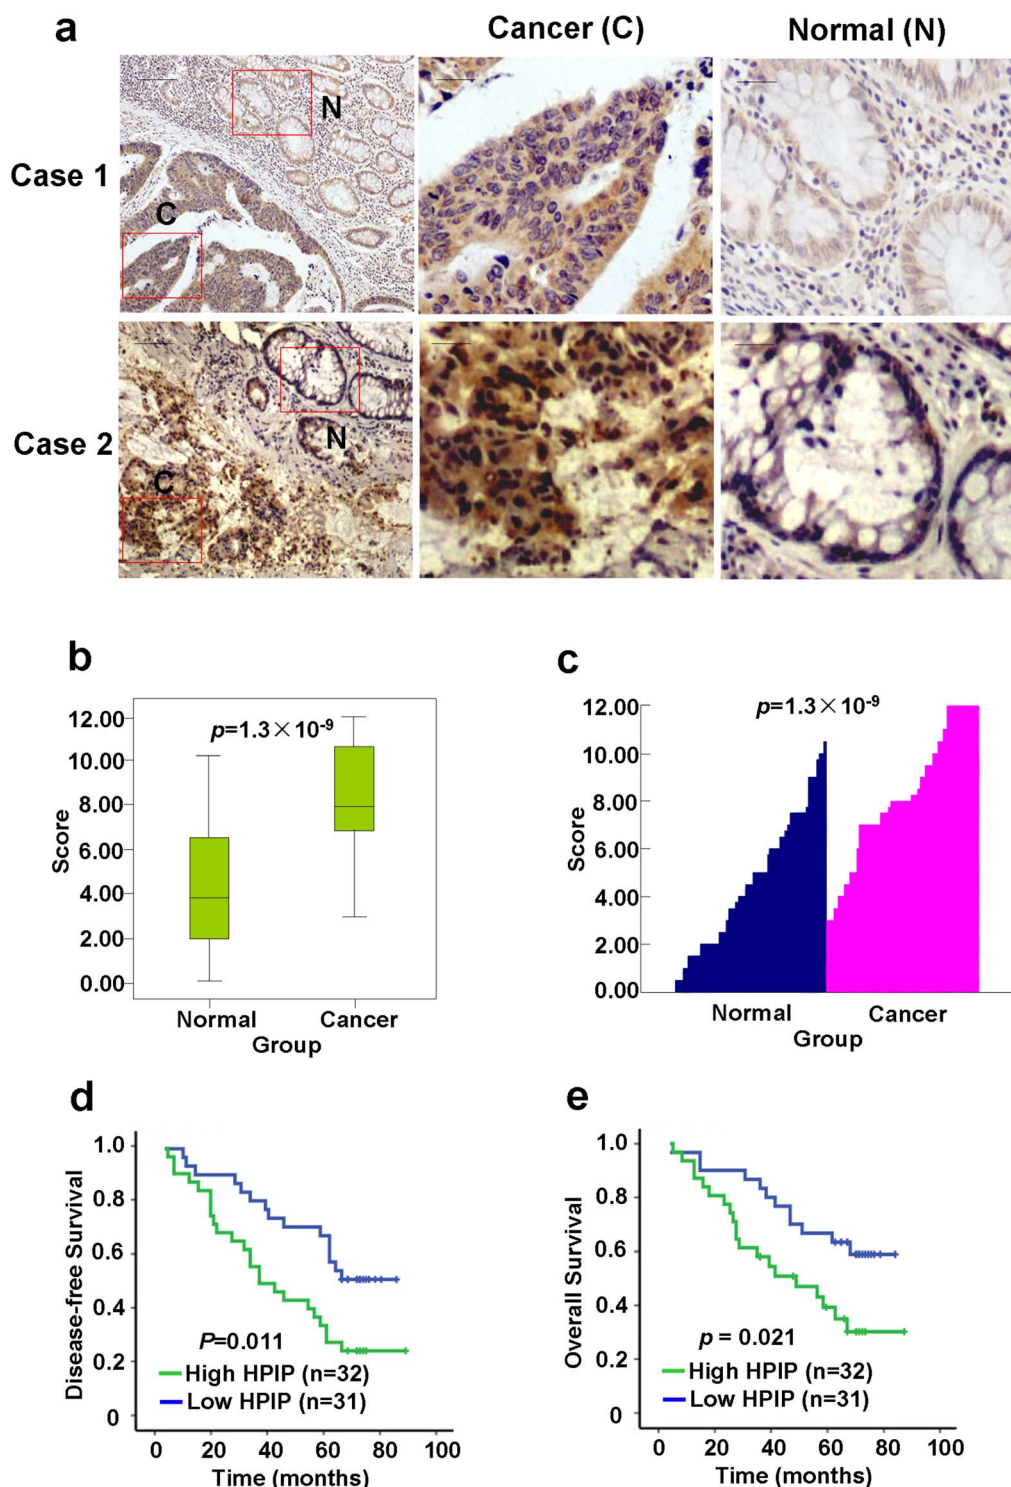 a
Cancer (C)
Normal (N)
Case 1
N
C
Case 2
N
C
b
p=1.3×10⁻⁹
12.00
10.00
8.00
6.00
4.00
2.00
0.00
Score
Normal
Cancer
Group
c
p=1.3×10⁻⁹
12.00
10.00
8.00
6.00
4.00
2.00
0.00
Score
Normal
Cancer
Group
d
1.0
0.8
0.6
0.4
0.2
0
Disease-free Survival
P=0.011
High HPIP (n=32)
Low HPIP (n=31)
0 20 40 60 80 100
Time (months)
e
1.0
0.8
0.6
0.4
0.2
0
Overall Survival
p = 0.021
High HPIP (n=32)
Low HPIP (n=31)
0 20 40 60 80 100
Time (months)